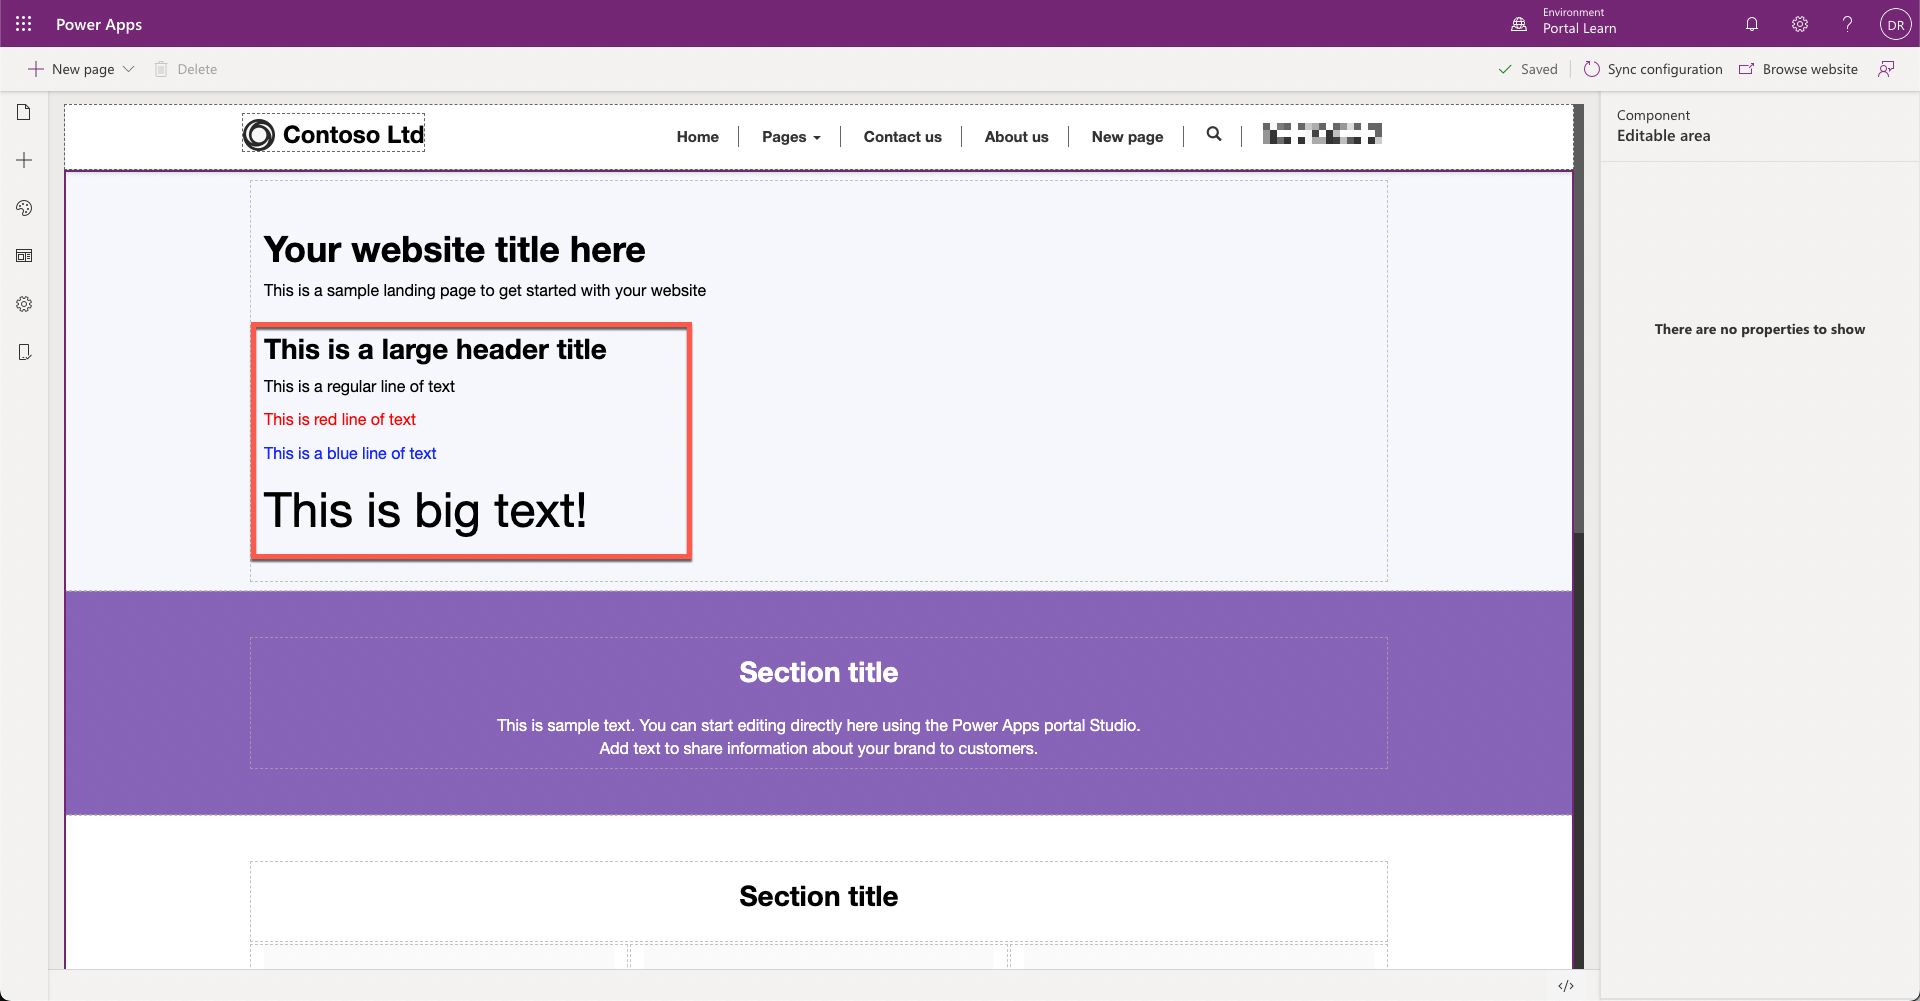 Power Apps
Environment
Portal Learn
?
DR
New page
Delete
Saved
Sync configuration
Browse website
Contoso Ltd
Home
Pages
Contact us
About us
New page
Component
Editable area
Your website title here
This is a sample landing page to get started with your website
There are no properties to show
This is a large header title
This is a regular line of text
This is red line of text
This is a blue line of text
This is big text!
Section title
This is sample text. You can start editing directly here using the Power Apps portal Studio.
Add text to share information about your brand to customers.
Section title
</>